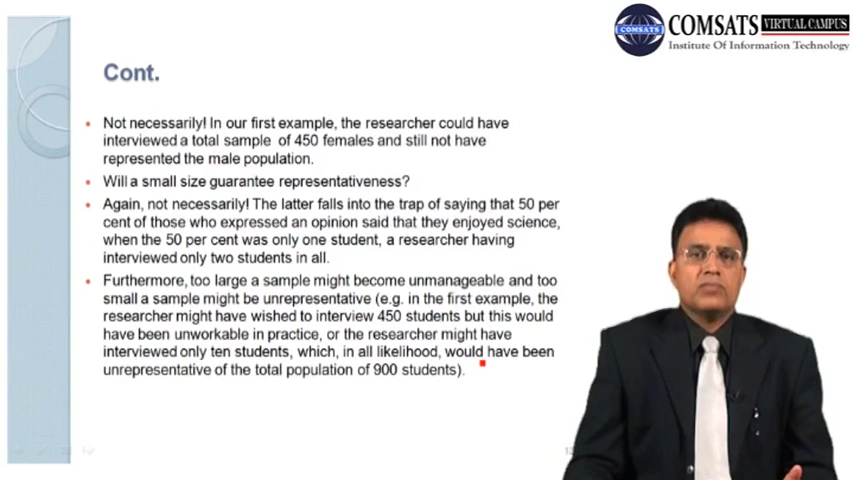 COMSATS
COMSATS VIRTUAL CAMPUS
Institute Of Information Technology
Cont.
Not necessarily! In our first example, the researcher could have
interviewed a total sample of 450 females and still not have
represented the male population.
Will a small size guarantee representativeness?
Again, not necessarily! The latter falls into the trap of saying that 50 per
cent of those who expressed an opinion said that they enjoyed science,
when the 50 per cent was only one student, a researcher having
interviewed only two students in all.
Furthermore, too large a sample might become unmanageable and too
small a sample might be unrepresentative (e.g. in the first example, the
researcher might have wished to interview 450 students but this would
have been unworkable in practice, or the researcher might have
interviewed only ten students, which, in all likelihood, would have been
unrepresentative of the total population of 900 students).